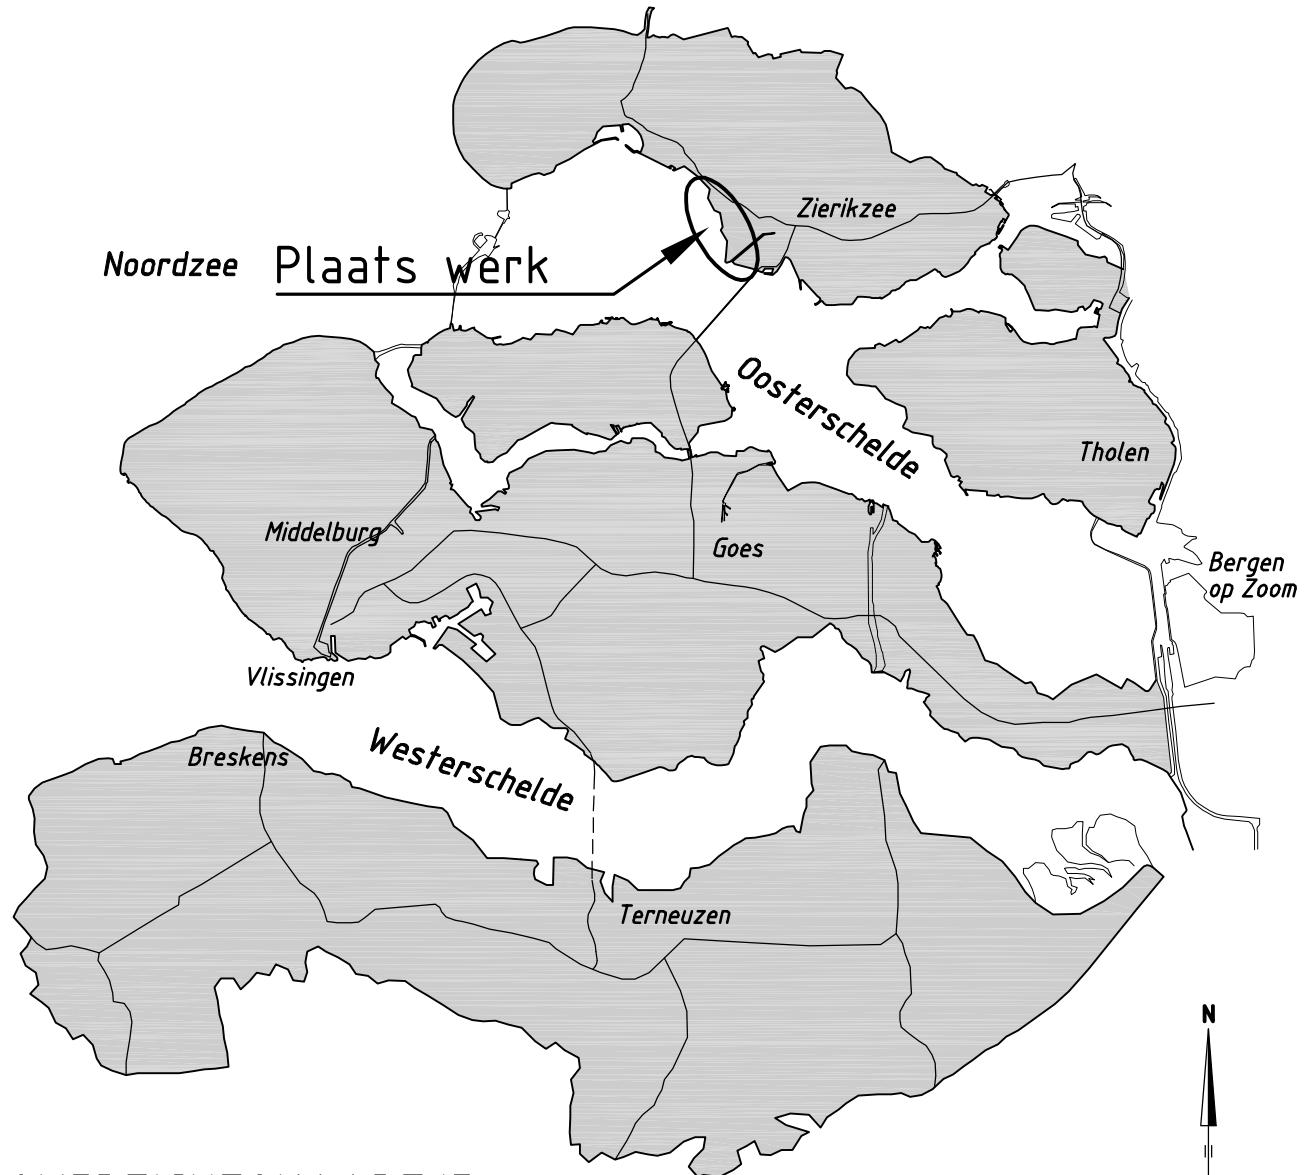 Zierikzee
Noordzee
Plaats werk
Oosterschelde
Tholen
Middelburg
Goes
Bergen
op Zoom
Vlissingen
Westerschelde
Breskens
Terneuzen
N